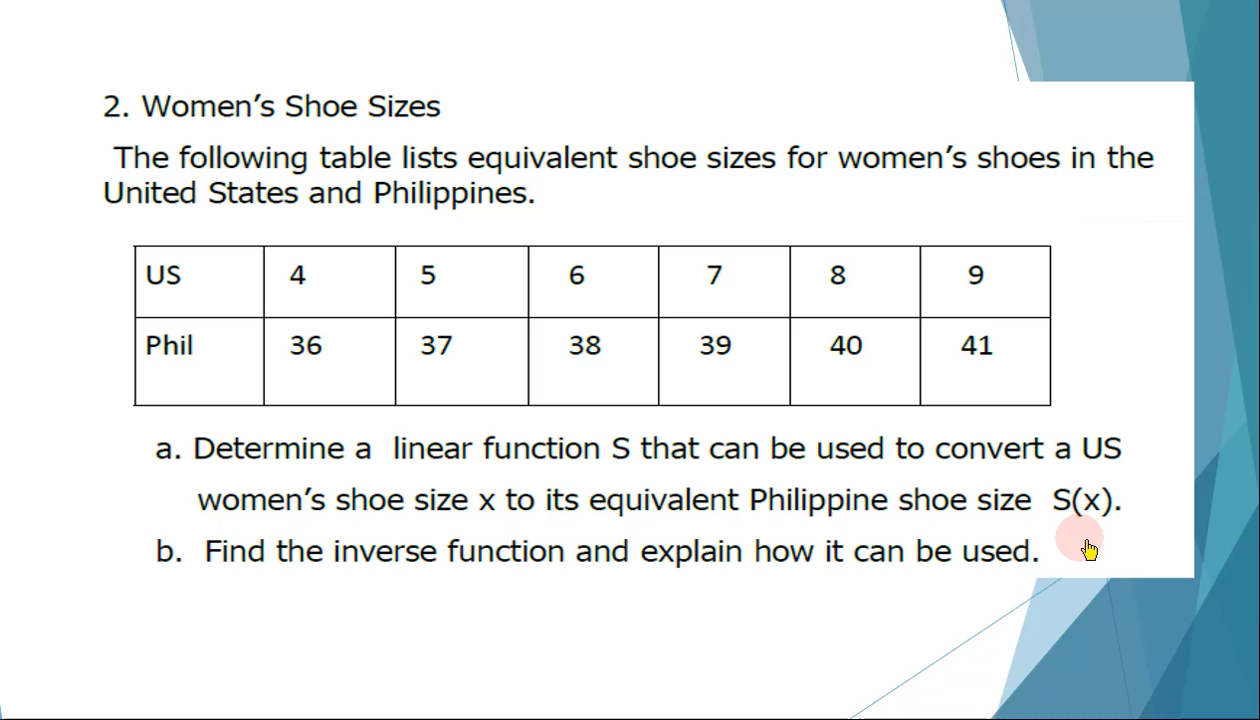 2. Women's Shoe Sizes
The following table lists equivalent shoe sizes for women's shoes in the
United States and Philippines.
US 4 5 6 7 8 9
Phil 36 37 38 39 40 41
a. Determine a linear function S that can be used to convert a US
women's shoe size x to its equivalent Philippine shoe size S(x).
b. Find the inverse function and explain how it can be used.